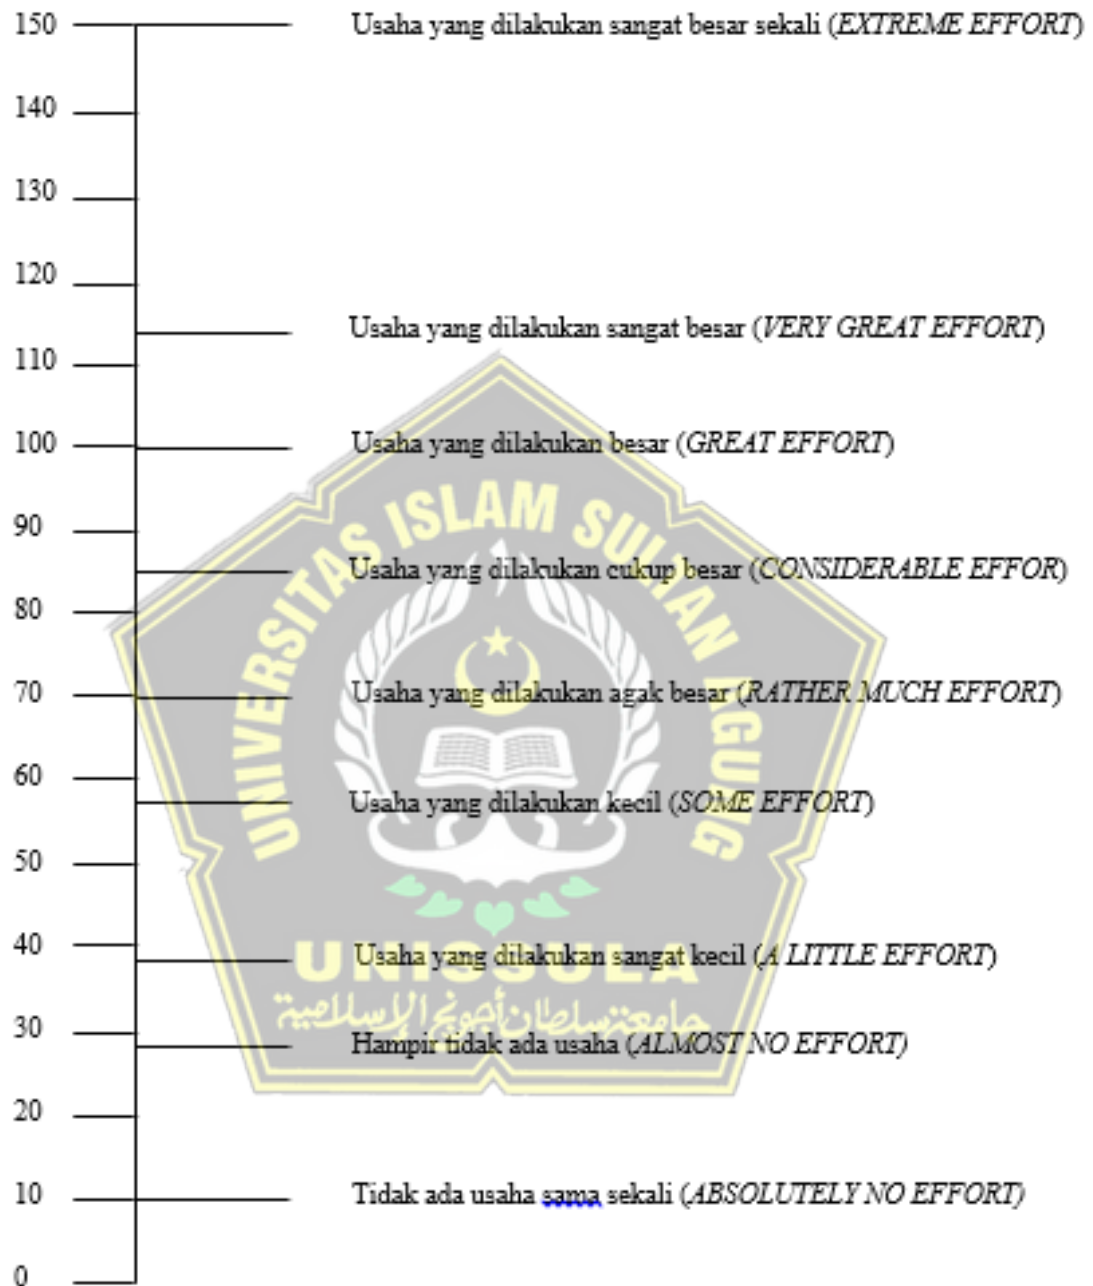 150 Usaha yang dilakukan sangat besar sekali (EXTREME EFFORT)
140
130
120
Usaha yang dilakukan sangat besar (VERY GREAT EFFORT)
110
100 Usaha yang dilakukan besar (GREAT EFFORT)
UNIVERSITAS ISLAM SULTAN AGUNG
90
Usaha yang dilakukan cukup besar (CONSIDERABLE EFFOR)
80
70 Usaha yang dilakukan agak besar (RATHER MUCH EFFORT)
60
Usaha yang dilakukan kecil (SOME EFFORT)
50
40
Usaha yang dilakukan sangat kecil (A LITTLE EFFORT)
UNISSULA
جامعتنسلطان أجونج الإسلامية
30
Hampir tidak ada usaha (ALMOST NO EFFORT)
20
10 Tidak ada usaha sama sekali (ABSOLUTELY NO EFFORT)
0